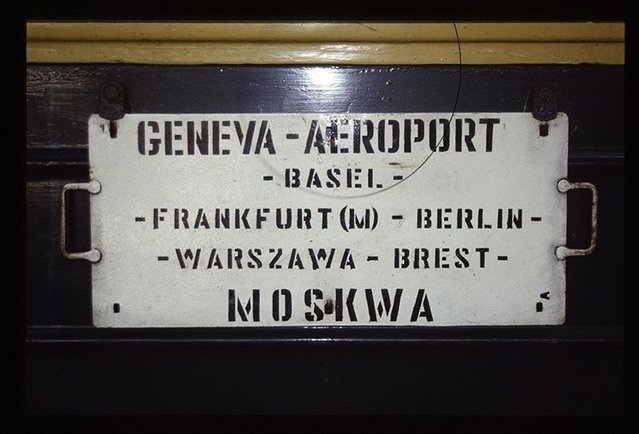 GENEVA - AEROPORT
- BASEL -
- FRANKFURT (M) - BERLIN -
- WARSZAWA - BREST -
MOSKWA
A